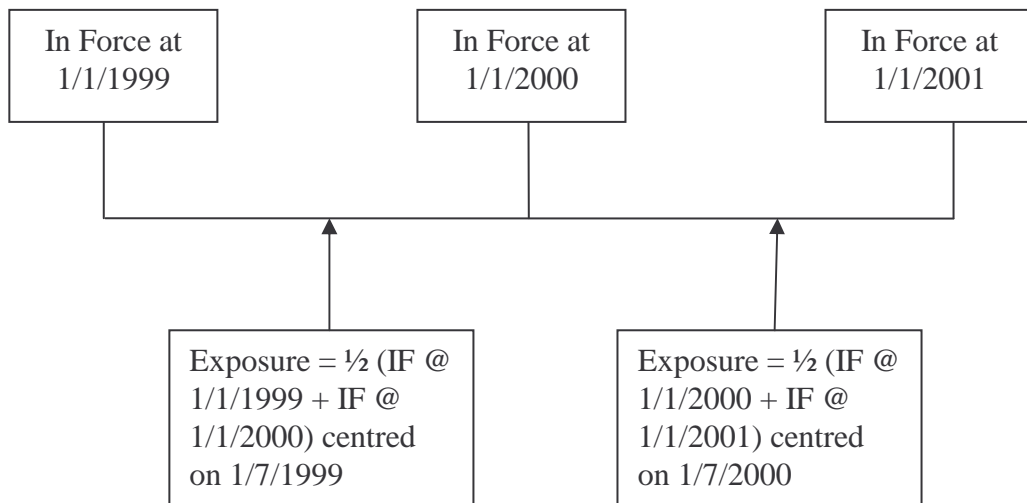 In Force at
1/1/1999
In Force at
1/1/2000
In Force at
1/1/2001
Exposure = ½ (IF @
1/1/1999 + IF @
1/1/2000) centred
on 1/7/1999
Exposure = ½ (IF @
1/1/2000 + IF @
1/1/2001) centred
on 1/7/2000